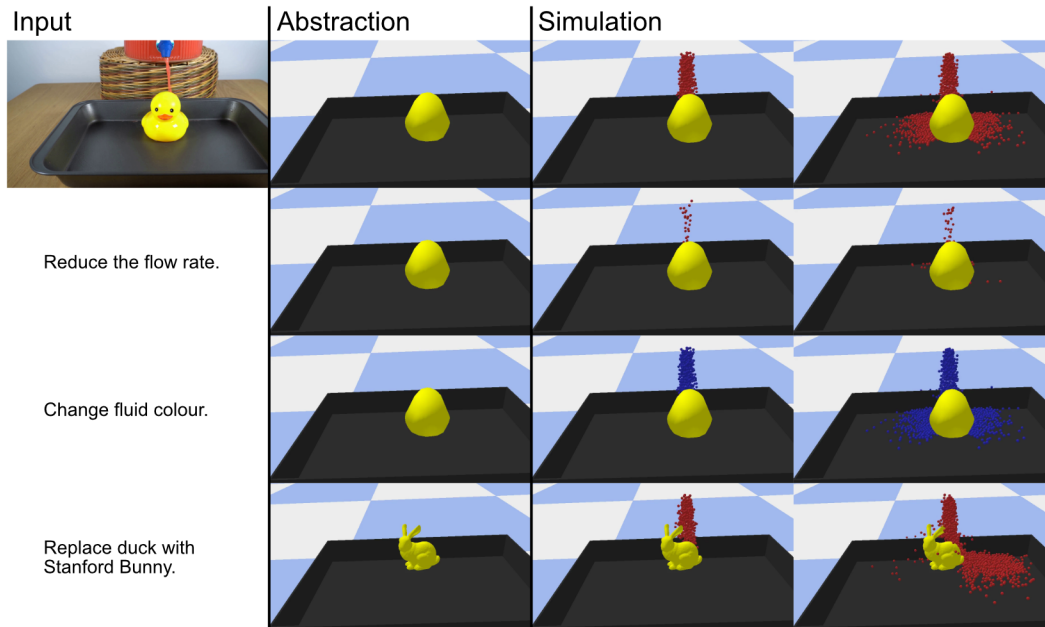 Input
Abstraction
Simulation
Reduce the flow rate.
Change fluid colour.
Replace duck with
Stanford Bunny.